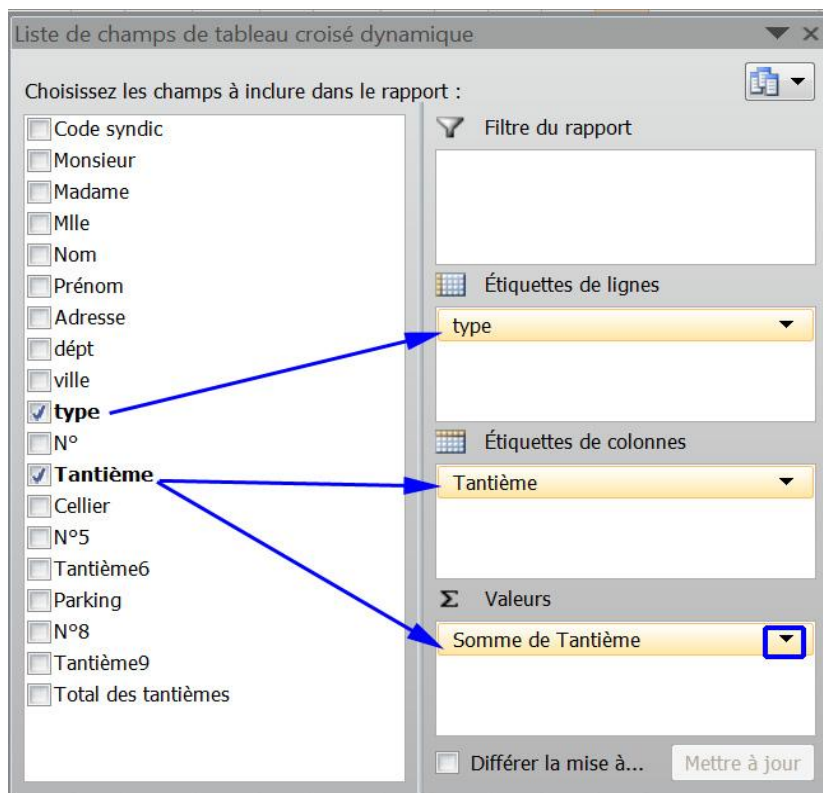 Liste de champs de tableau croisé dynamique
Choisissez les champs à inclure dans le rapport :
Code syndic
Monsieur
Madame
Mlle
Nom
Prénom
Adresse
dépt
ville
type
N°
Tantième
Cellier
N°5
Tantième6
Parking
N°8
Tantième9
Total des tantièmes
Filtre du rapport
Étiquettes de lignes
type
Étiquettes de colonnes
Tantième
Σ Valeurs
Somme de Tantième
Différer la mise à...
Mettre à jour